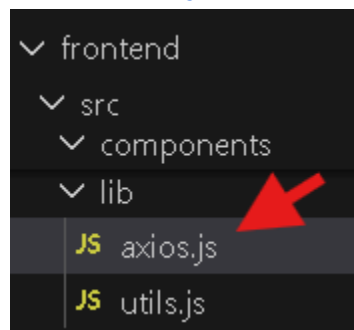 frontend
src
components
lib
JS axios.js
JS utils.js